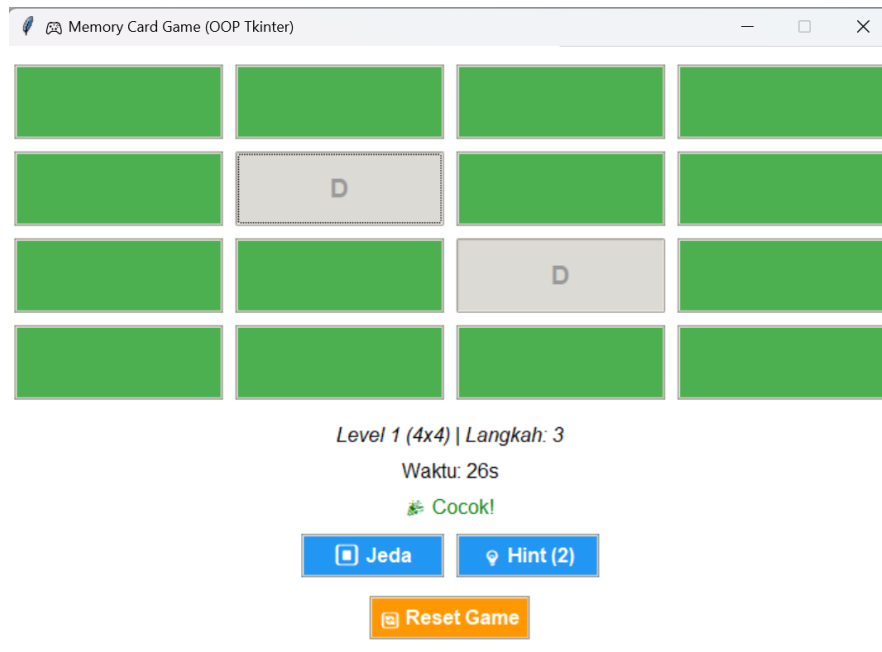 Memory Card Game (OOP Tkinter)
D
D
Level 1 (4x4) | Langkah: 3
Waktu: 26s
Cocok!
Jeda
Hint (2)
Reset Game